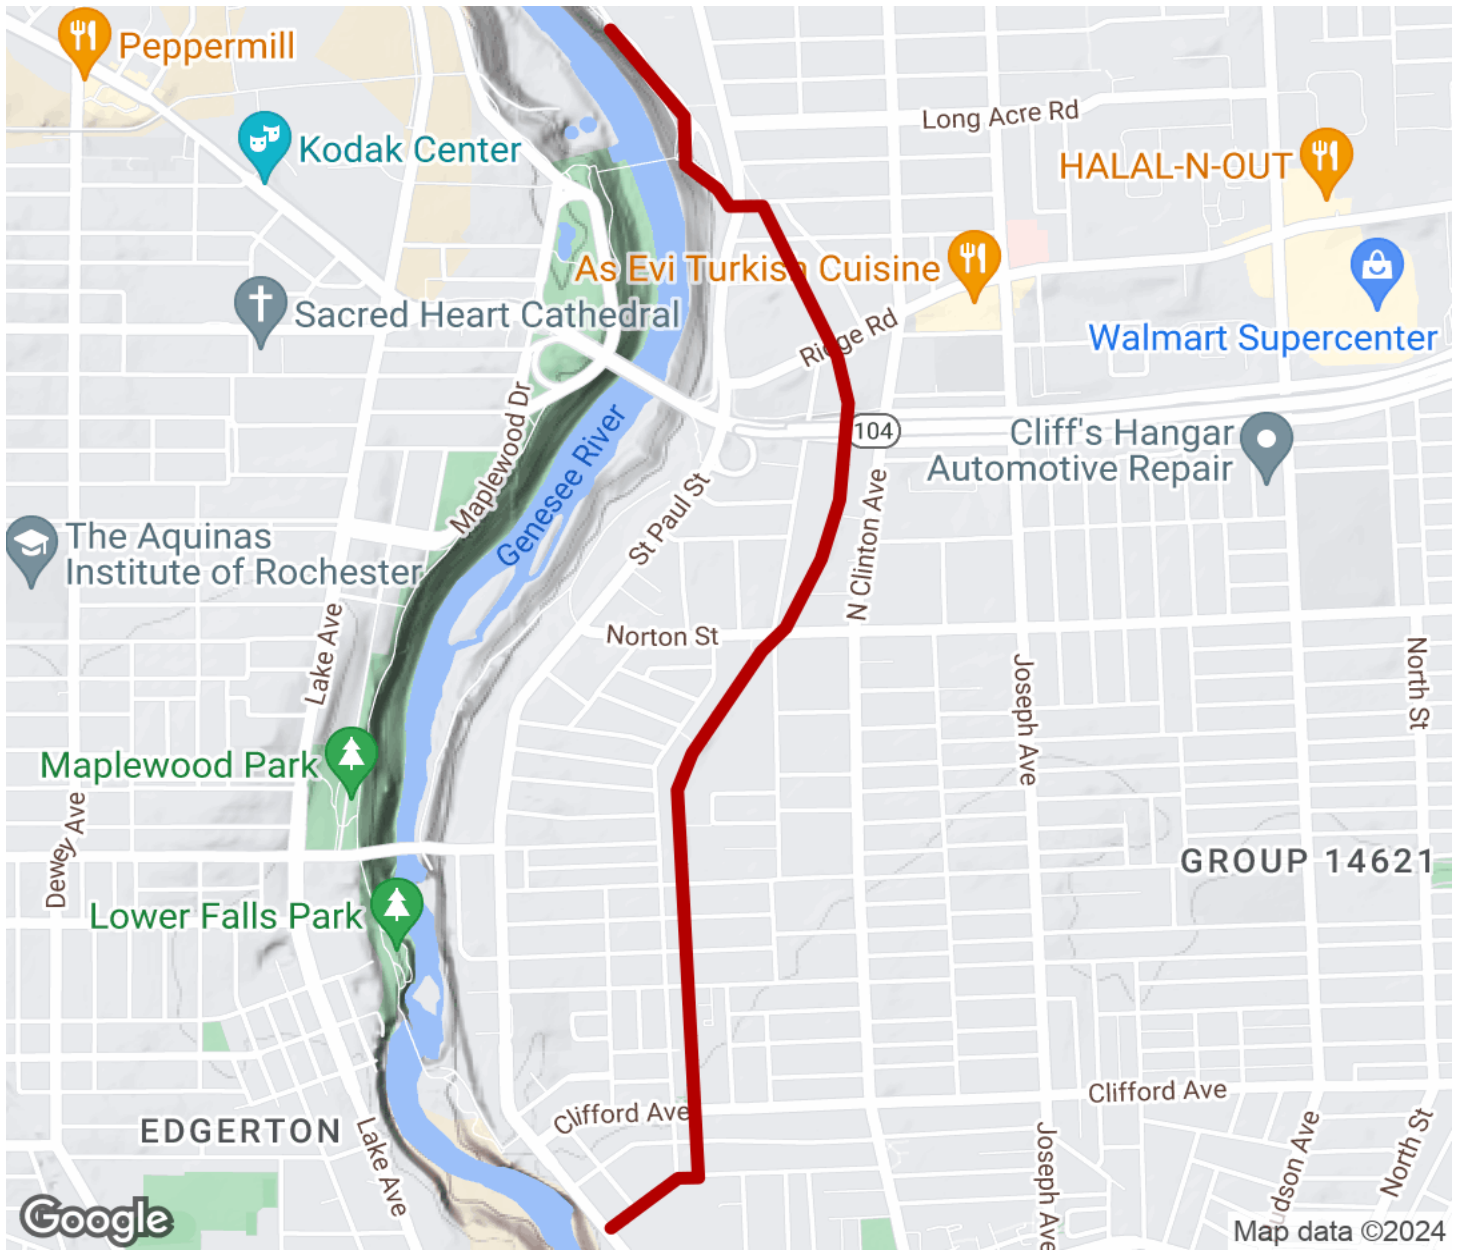 Peppermill
Long Acre Rd
Kodak Center
HALAL-N-OUT
As Evi Turkish Cuisine
Sacred Heart Cathedral
Ridge Rd
Walmart Supercenter
Maplewood Dr
Genesee River
104
Cliff's Hangar
Automotive Repair
St Paul St
N Clinton Ave
The Aquinas
Institute of Rochester
Lake Ave
Norton St
Joseph Ave
North St
Maplewood Park
Dewey Ave
GROUP 14621
Lower Falls Park
Clifford Ave
Clifford Ave
EDGERTON
Lake Ave
Joseph Ave
udson Ave
North St
Google
Map data ©2024